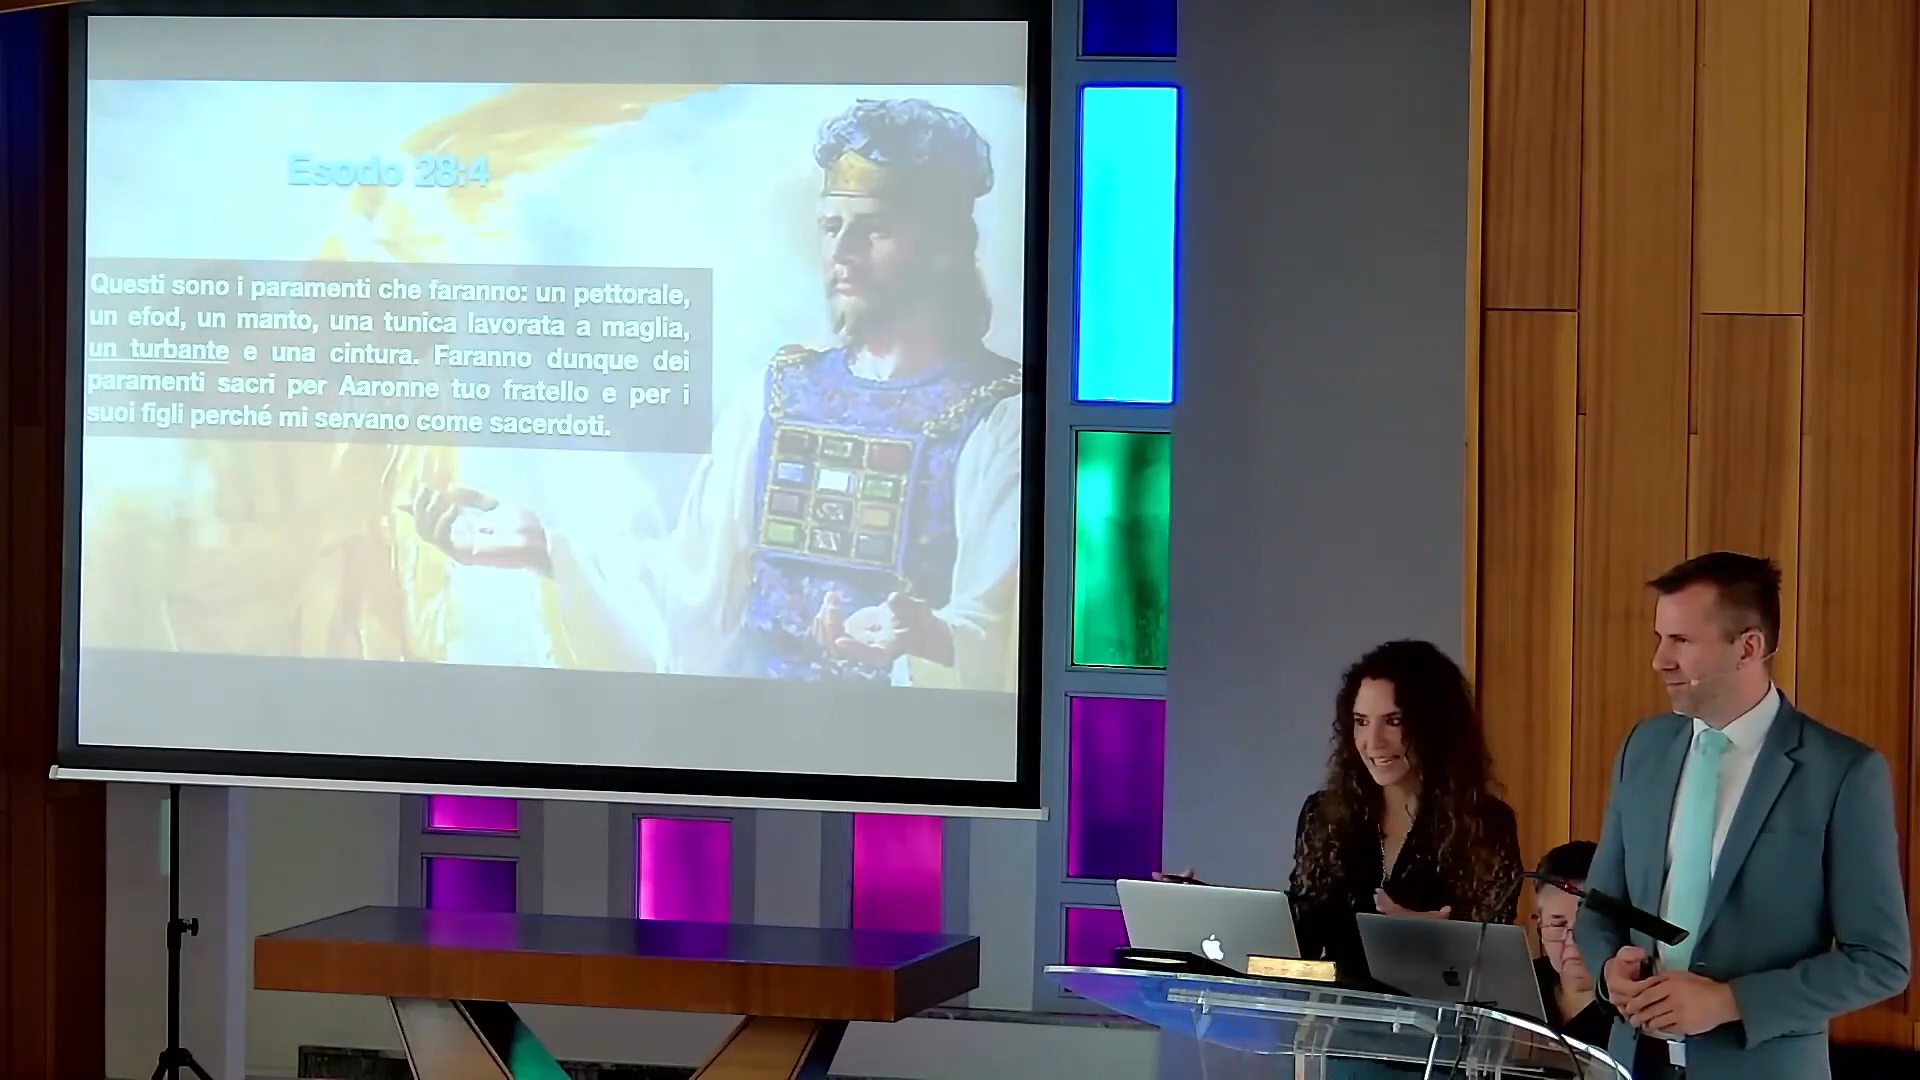 Esodo 28:4
Questi sono i paramenti che faranno: un pettorale,
un efod, un manto, una tunica lavorata a maglia,
un turbante e una cintura. Faranno dunque dei
paramenti sacri per Aaronne tuo fratello e per i
suoi figli perché mi servano come sacerdoti.